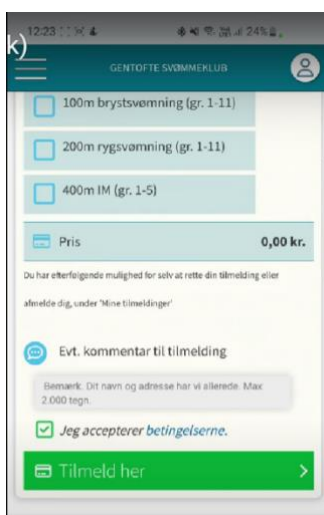 12:23
24%
k)
GENTOFTE SVØMMEKLUB
100m brystsvømning (gr. 1-11)
200m rygsvømning (gr. 1-11)
400m IM (gr. 1-5)
Pris 0,00 kr.
Du har efterfølgende mulighed for selv at rette din tilmelding eller
afmelde dig, under 'Mine tilmeldinger'
Evt. kommentar til tilmelding
Bemærk. Dit navn og adresse har vi allerede. Max
2.000 tegn.
Jeg accepterer betingelserne.
Tilmeld her